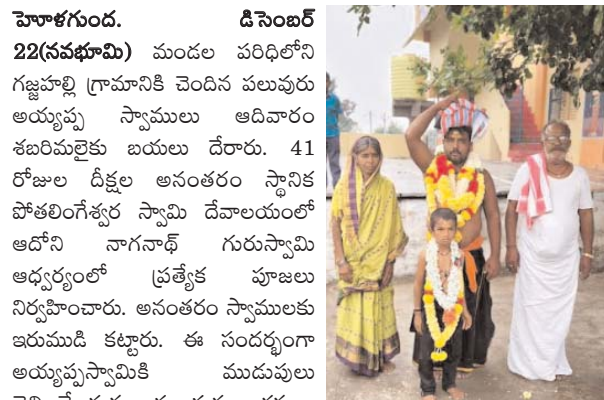 హెూళగుంద. డిసెంబర్
22(నవభూమి) మండల పరిధిలోని
గజ్జహల్లి గ్రామానికి చెందిన పలువురు
అయ్యప్ప స్వాములు ఆదివారం
శబరిమలైకు బయలు దేరారు. 41
రోజుల దీక్షల అనంతరం స్థానిక
పోతలింగేశ్వర స్వామి దేవాలయంలో
ఆదోని నాగనాథ్ గురుస్వామి
ఆధ్వర్యంలో ప్రత్యేక పూజలు
నిర్వహించారు. అనంతరం స్వాములకు
ఇరుముడి కట్టారు. ఈ సందర్భంగా
అయ్యప్పస్వామికి ముడుపులు